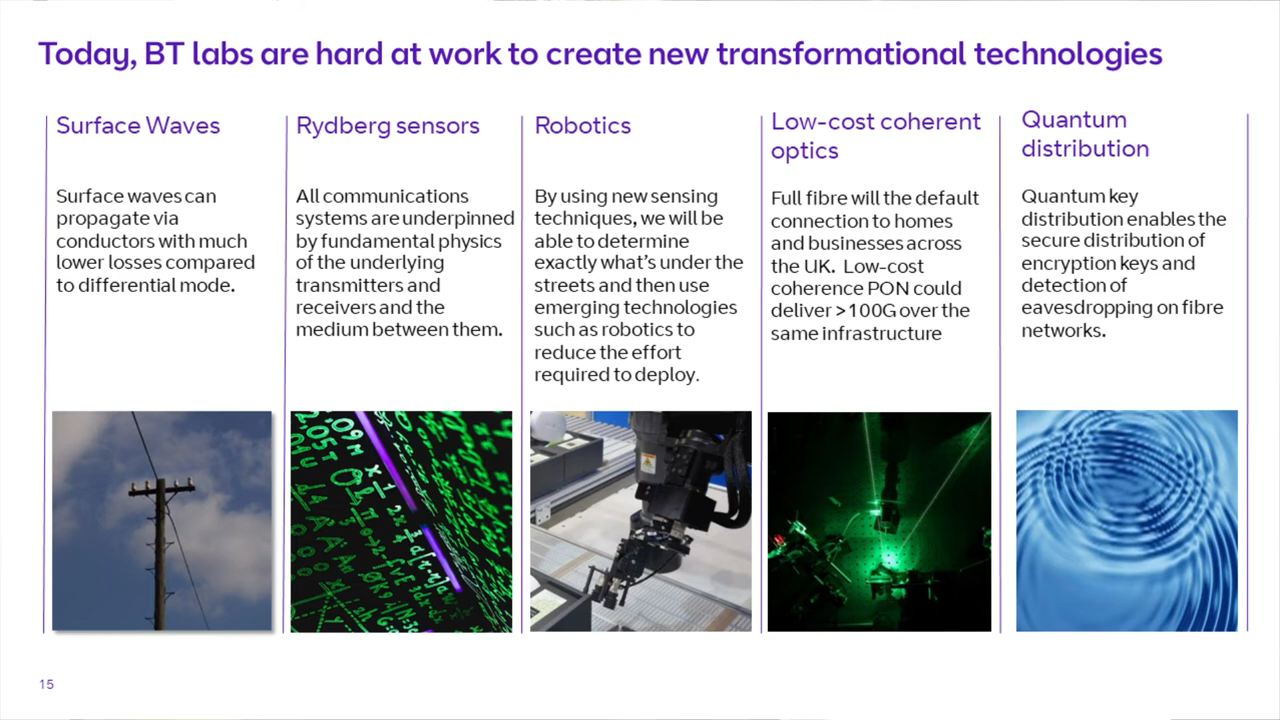 Today, BT labs are hard at work to create new transformational technologies
Surface Waves
Surface waves can
propagate via
conductors with much
lower losses compared
to differential mode.
Rydberg sensors
All communications
systems are underpinned
by fundamental physics
of the underlying
transmitters and
receivers and the
medium between them.
Robotics
By using new sensing
techniques, we will be
able to determine
exactly what's under the
streets and then use
emerging technologies
such as robotics to
reduce the effort
required to deploy.
Low-cost coherent
optics
Full fibre will the default
connection to homes
and businesses across
the UK. Low-cost
coherence PON could
deliver >100G over the
same infrastructure
Quantum
distribution
Quantum key
distribution enables the
secure distribution of
encryption keys and
detection of
eavesdropping on fibre
networks.
15